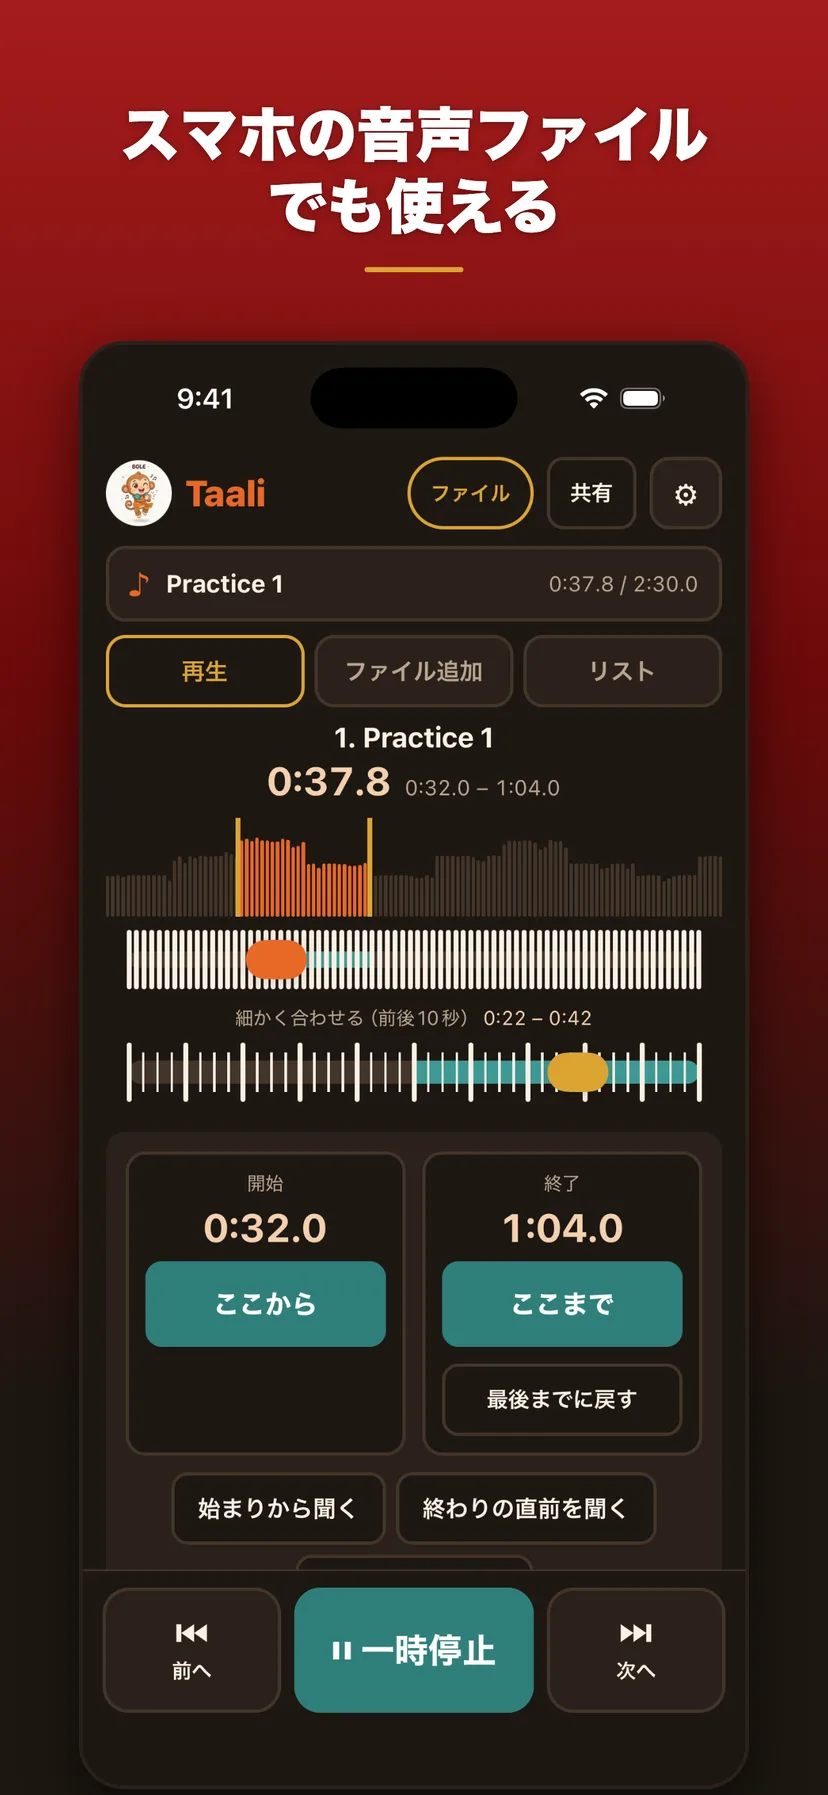 スマホの音声ファイル
でも使える
9:41
BOLE
Taali
ファイル
共有
Practice 1
0:37.8 / 2:30.0
再生
ファイル追加
リスト
1. Practice 1
0:37.8 0:32.0 – 1:04.0
細かく合わせる（前後10秒） 0:22 – 0:42
開始
0:32.0
ここから
終了
1:04.0
ここまで
最後までに戻す
始まりから聞く
終わりの直前を聞く
前へ
一時停止
次へ